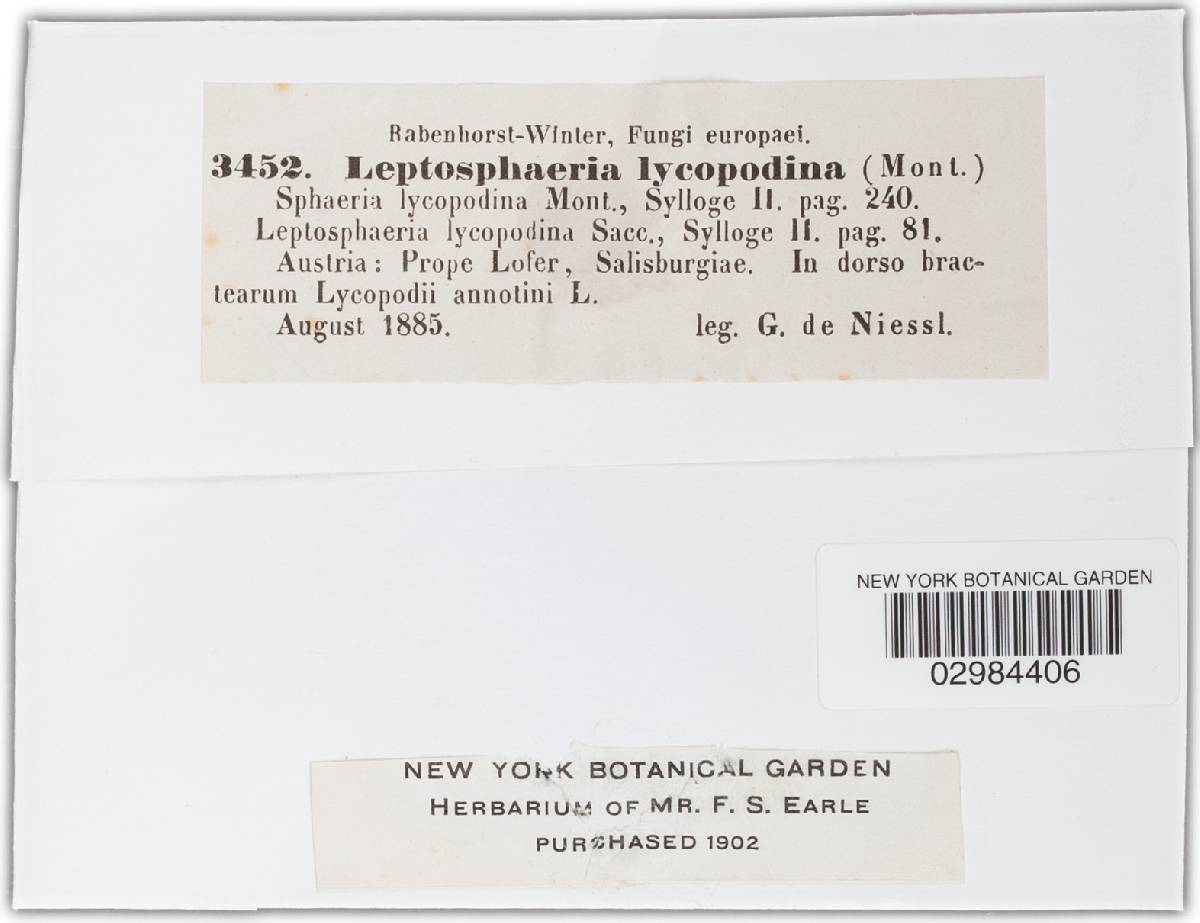 Rabenhorst-Winter, Fungi europaei.
3452. Leptosphaeria lycopodina (Mont.)
Sphaeria lycopodina Mont., Sylloge II. pag. 240.
Leptosphaeria lycopodina Sacc., Sylloge II. pag. 81.
Austria: Prope Lofer, Salisburgiae. In dorso brac-
tearum Lycopodii annotini L.
August 1885. leg. G. de Niessl.
NEW YORK BOTANICAL GARDEN
02984406
NEW YORK BOTANICAL GARDEN
HERBARIUM OF MR. F. S. EARLE
PURCHASED 1902